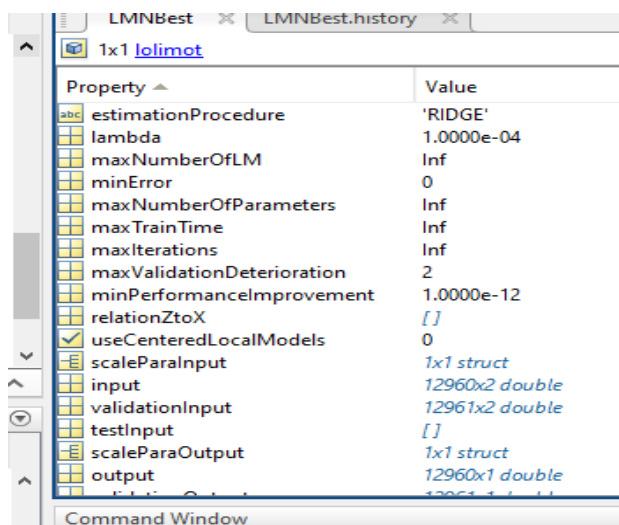 LMNBest LMNBest.history
1x1 lolimot
Property Value
abc estimationProcedure 'RIDGE'
lambda 1.0000e-04
maxNumberOfLM Inf
minError 0
maxNumberOfParameters Inf
maxTrainTime Inf
maxIterations Inf
maxValidationDeterioration 2
minPerformanceImprovement 1.0000e-12
relationZtoX []
useCenteredLocalModels 0
scaleParaInput 1x1 struct
input 12960x2 double
validationInput 12961x2 double
testInput []
scaleParaOutput 1x1 struct
output 12960x1 double
Command Window